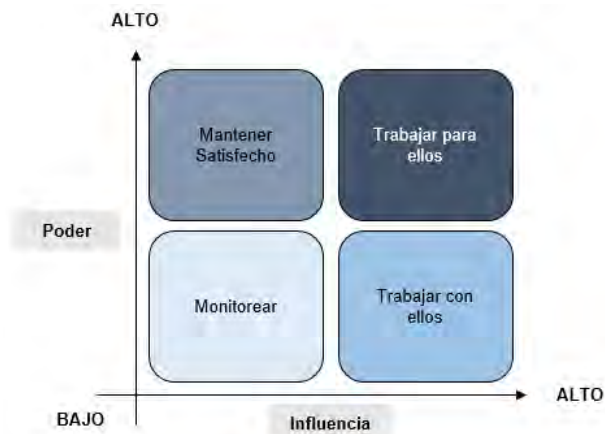 ALTO
Mantener
Satisfecho
Trabajar para
ellos
Poder
Monitorear
Trabajar con
ellos
ALTO
BAJO
Influencia